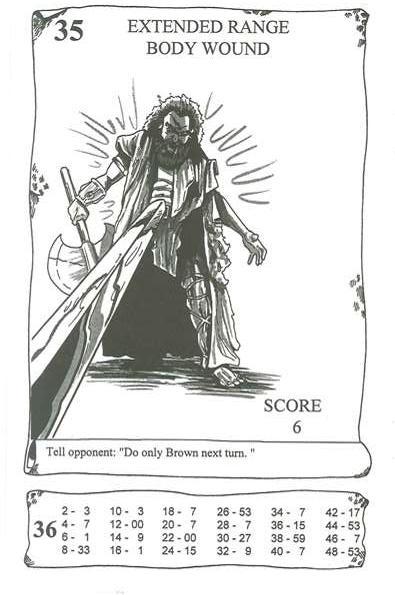 35
EXTENDED RANGE
BODY WOUND
SCORE
6
Tell opponent: "Do only Brown next turn. "
36
2 - 3 10 - 3 18 - 7 26 - 53 34 - 7 42 - 17
4 - 7 12 - 00 20 - 7 28 - 7 36 - 15 44 - 53
6 - 1 14 - 9 22 - 00 30 - 27 38 - 59 46 - 7
8 - 33 16 - 1 24 - 15 32 - 9 40 - 7 48 - 53